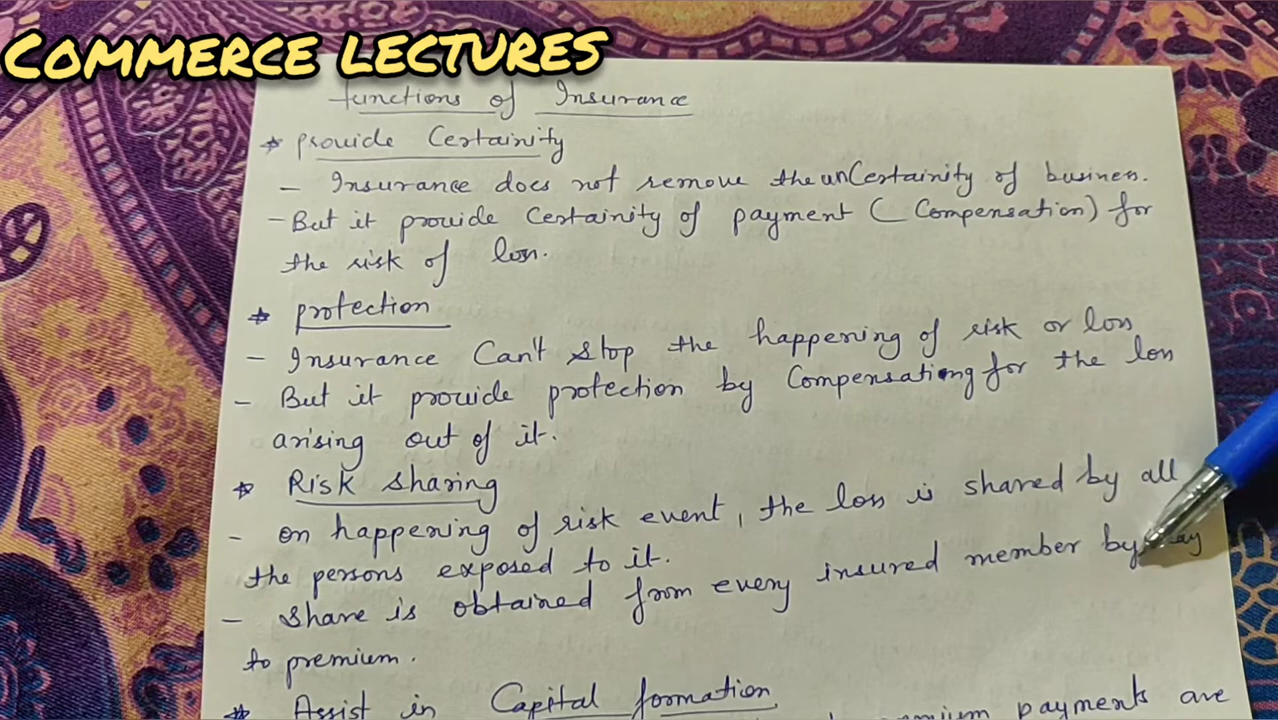 COMMERCE LECTURES
functions of Insurance
* provide Certainity
- Insurance does not remove the unCertainity of business.
- But it provide Certainity of payment (Compensation) for
the risk of loss.
* protection
- Insurance Can't stop the happening of risk or loss
- But it provide protection by Compensationg for the loss
arising out of it.
* Risk sharing
- on happening of risk event, the loss is shared by all
the persons exposed to it.
- share is obtained from every insured member by
to premium.
* Assist in Capital formation
premium payments are